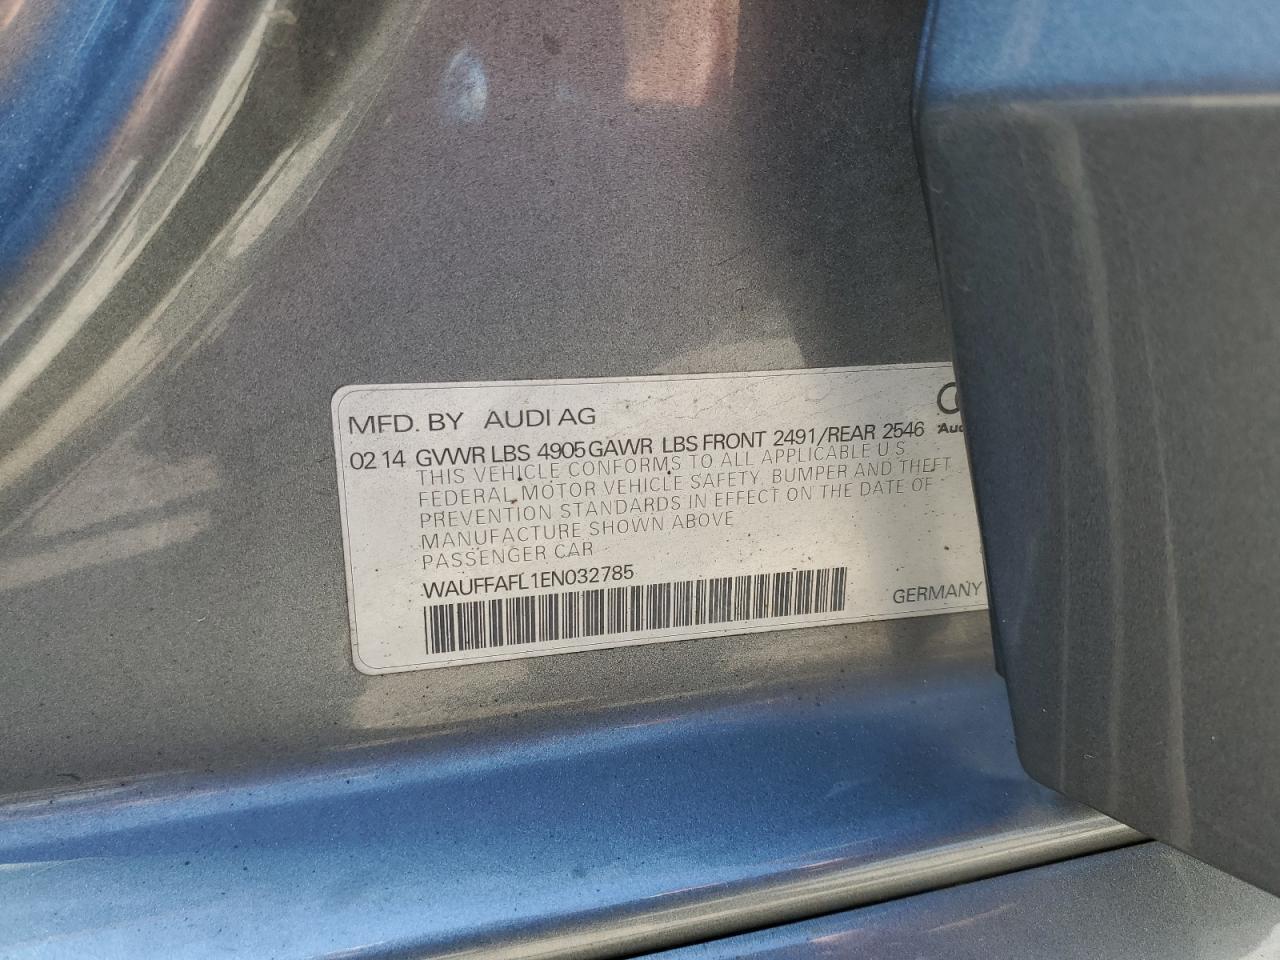 MFD. BY AUDI AG
02 14 GVWR LBS 4905 GAWR LBS FRONT 2491/REAR 2546
THIS VEHICLE CONFORMS TO ALL APPLICABLE U S
FEDERAL MOTOR VEHICLE SAFETY, BUMPER AND THEFT
PREVENTION STANDARDS IN EFFECT ON THE DATE OF
MANUFACTURE SHOWN ABOVE
PASSENGER CAR
WAUFFAFL1EN032785
GERMANY